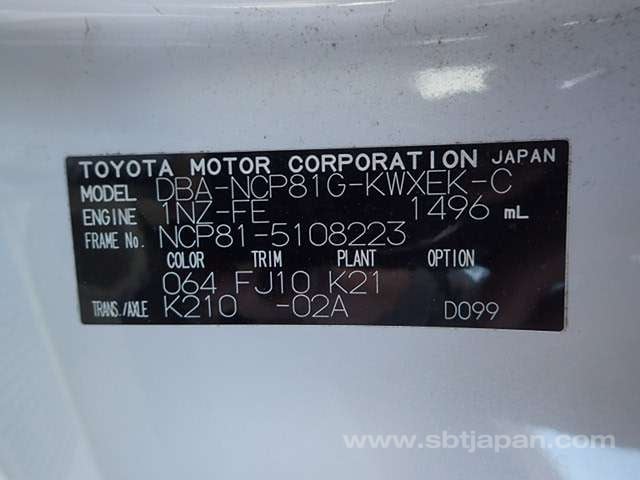 TOYOTA MOTOR CORPORATION JAPAN
MODEL DBA-NCP81G-KWXEK-C
ENGINE 1NZ-FE 1496 mL
FRAME No. NCP81-5108223
COLOR TRIM PLANT OPTION
064 FJ10 K21
TRANS./AXLE K210 -02A D099
www.sbtjapan.com